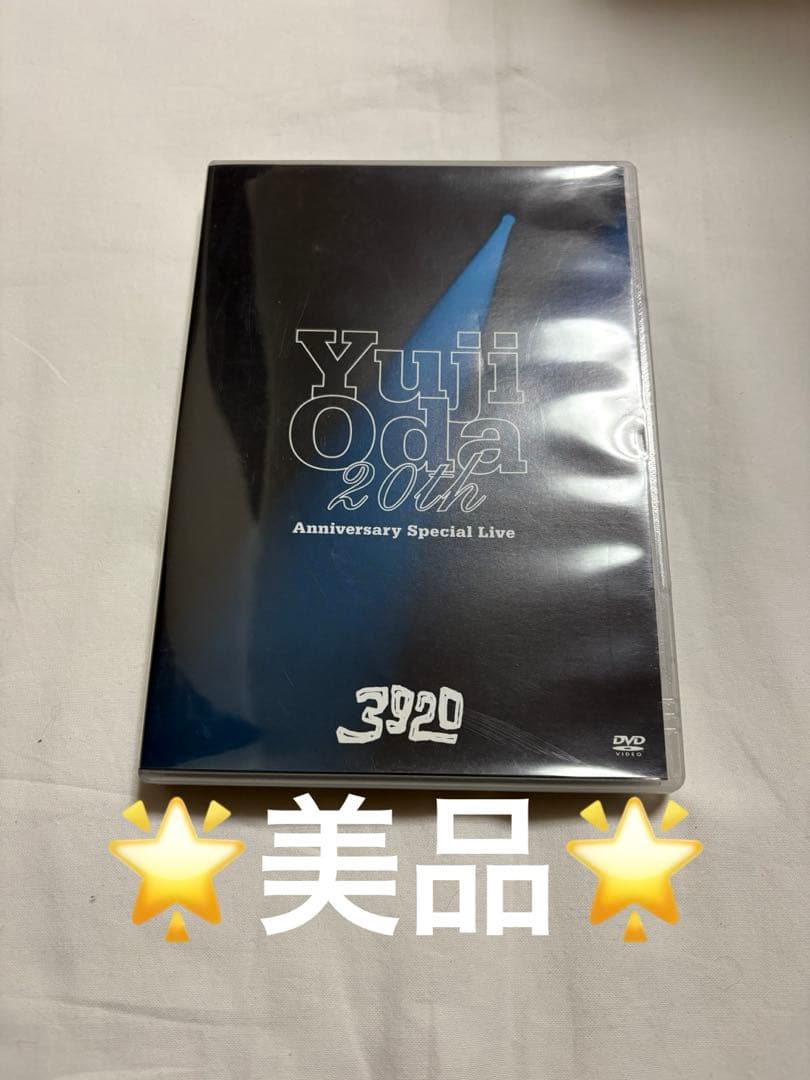 Yuji
Oda
20th
Anniversary Special Live
3920
DVD
VIDEO
🌟美品🌟